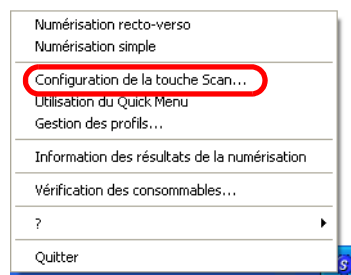 Numérisation recto-verso
Numérisation simple
Configuration de la touche Scan...
Utilisation du Quick Menu
Gestion des profils...
Information des résultats de la numérisation
Vérification des consommables...
?
Quitter
S